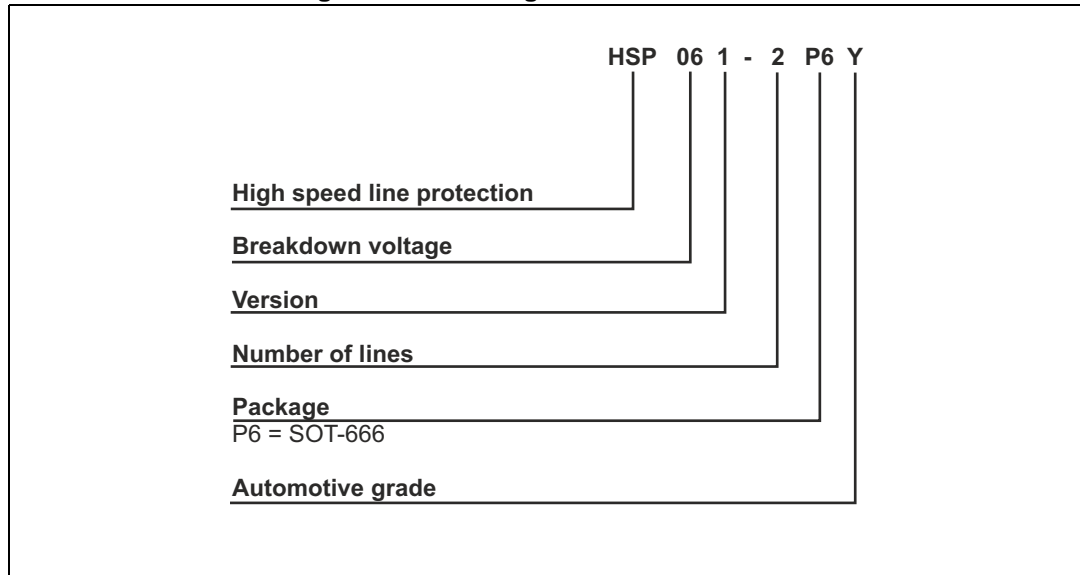 HSP 06 1 - 2 P6 Y
High speed line protection
Breakdown voltage
Version
Number of lines
Package
P6 = SOT-666
Automotive grade